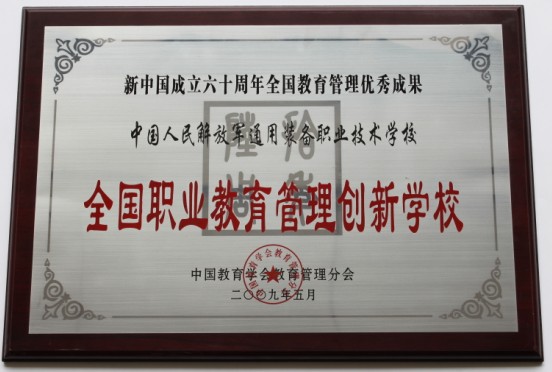 新中国成立六十周年全国教育管理优秀成果
中国人民解放军通用装备职业技术学校
全国职业教育管理创新学校
中国教育学会教育管理分会
二〇〇九年五月